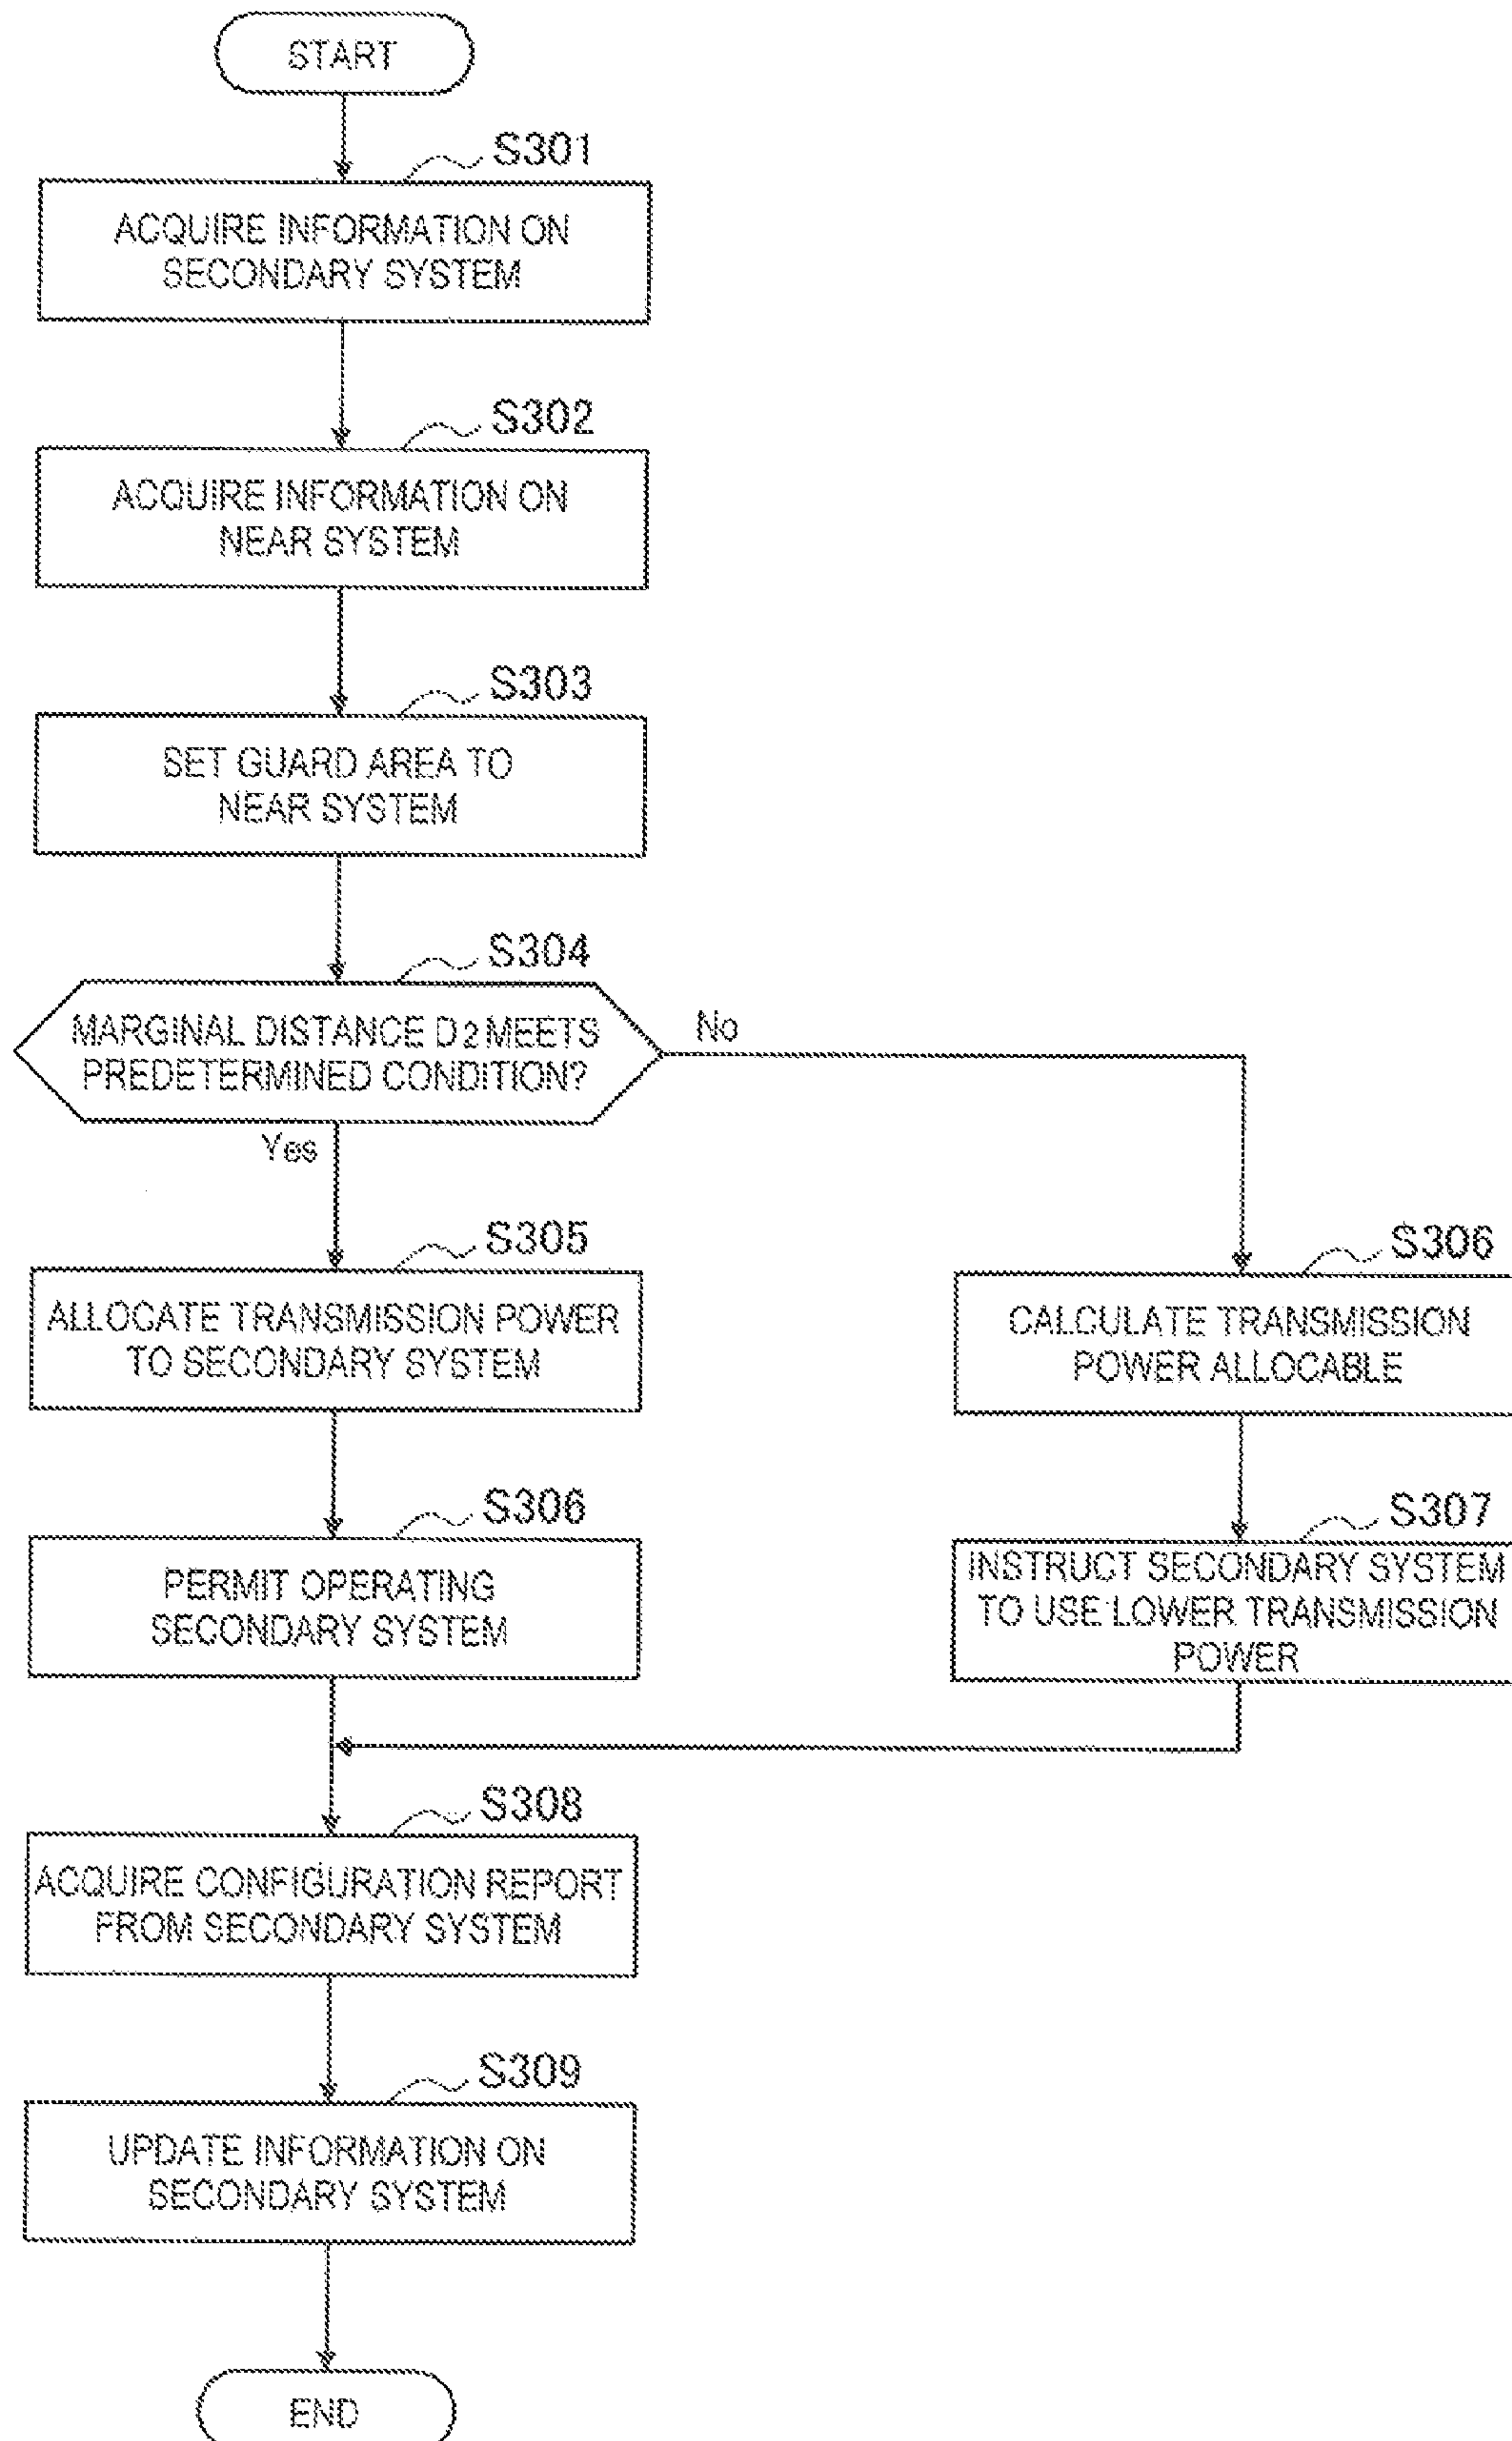 START
S301
ACQUIRE INFORMATION ON
SECONDARY SYSTEM
S302
ACQUIRE INFORMATION ON
NEAR SYSTEM
S303
SET GUARD AREA TO
NEAR SYSTEM
S304
MARGINAL DISTANCE D2 MEETS
PREDETERMINED CONDITION?
No
Yes
S305
ALLOCATE TRANSMISSION POWER
TO SECONDARY SYSTEM
S306
CALCULATE TRANSMISSION
POWER ALLOCABLE
S306
PERMIT OPERATING
SECONDARY SYSTEM
S307
INSTRUCT SECONDARY SYSTEM
TO USE LOWER TRANSMISSION
POWER
S308
ACQUIRE CONFIGURATION REPORT
FROM SECONDARY SYSTEM
S309
UPDATE INFORMATION ON
SECONDARY SYSTEM
END